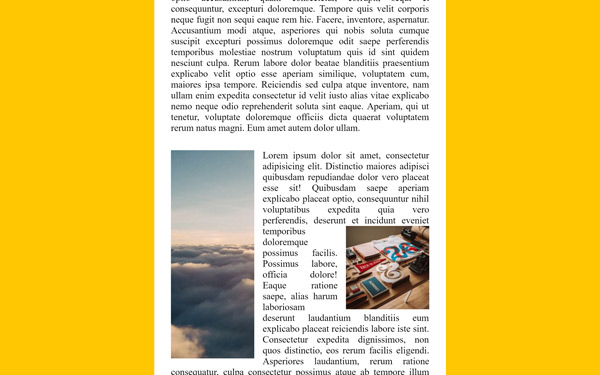 consequuntur, excepturi doloremque. Tempore quis velit corporis
neque fugit non sequi eaque rem hic. Facere, inventore, aspernatur.
Accusantium modi atque, asperiores qui nobis soluta cumque
suscipit excepturi possimus doloremque odit saepe perferendis
temporibus molestiae nostrum voluptatum quis id sint quidem
nesciunt culpa. Rerum labore dolor beatae blanditiis praesentium
explicabo velit optio esse aperiam similique, voluptatem cum,
maiores ipsa tempore. Reiciendis sed culpa atque inventore, nam
ullam enim expedita consectetur id velit iusto alias vitae explicabo
nemo neque odio reprehenderit soluta sint eaque. Aperiam, qui ut
tenetur, voluptate doloremque officiis dicta quaerat voluptatem
rerum natus magni. Eum amet autem dolor ullam.
Lorem ipsum dolor sit amet, consectetur
adipisicing elit. Distinctio maiores adipisci
quibusdam repudiandae dolor vero placeat
esse sit! Quibusdam saepe aperiam
explicabo placeat optio, consequuntur nihil
voluptatibus expedita quia vero
perferendis, deserunt et incidunt eveniet
temporibus
doloremque
possimus facilis.
Possimus labore,
officia dolore!
Eaque ratione
saepe, alias harum
laboriosam
deserunt laudantium blanditiis eum
explicabo placeat reiciendis labore iste sint.
Consectetur expedita dignissimos, non
quos distinctio, eos rerum facilis eligendi.
Asperiores laudantium, rerum ratione
consequatur, culpa consectetur possimus atque ab tempore illum